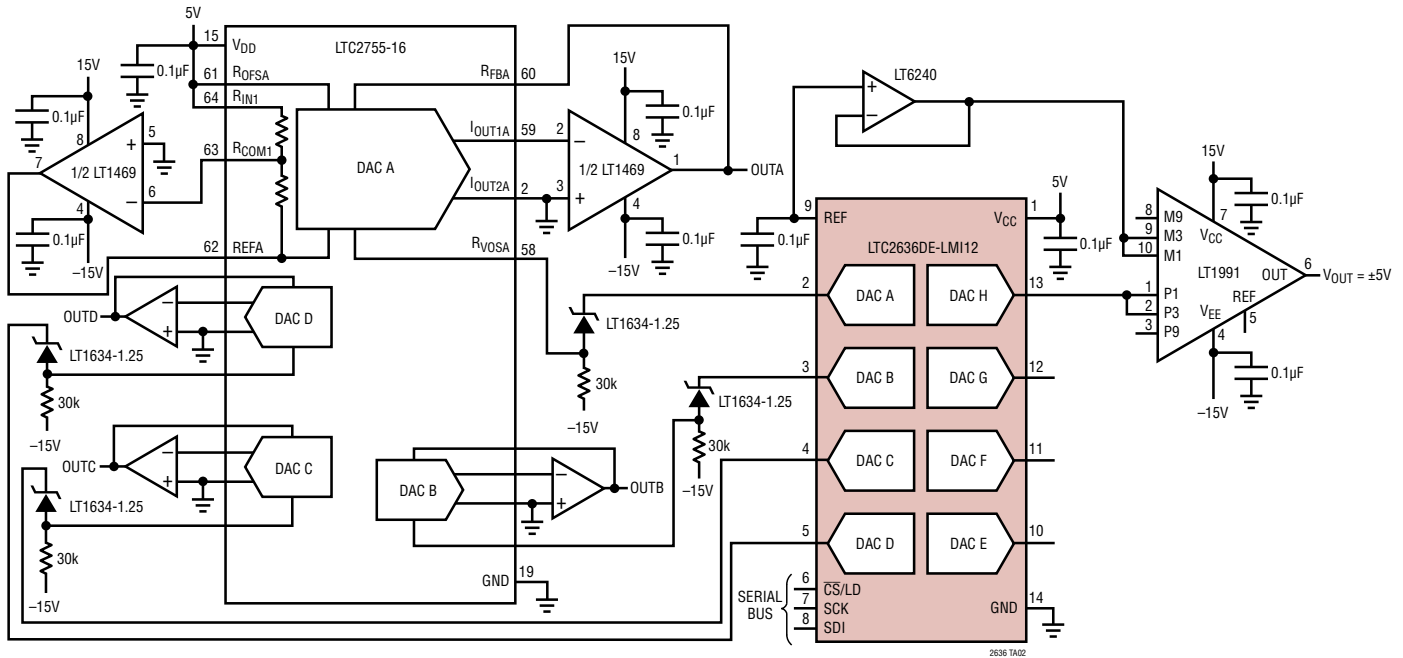 5V
15 VDD
LTC2755-16
0.1µF
61 ROFSA
64 RIN1
63 RCOM1
62 REFA
15V
0.1µF
8
7
5
+
1/2 LT1469
6
–
4
0.1µF
–15V
DAC A
RFBA 60
IOUT1A 59
IOUT2A 2
RVOSA 58
15V
0.1µF
8
2
–
1/2 LT1469
3
+
1
OUTA
4
0.1µF
–15V
OUTD
–
+
DAC D
LT1634-1.25
30k
–15V
OUTC
–
+
DAC C
LT1634-1.25
30k
–15V
DAC B
–
+
OUTB
GND 19
LT1634-1.25
30k
–15V
LT1634-1.25
30k
–15V
LT6240
+
–
0.1µF
9 REF
VCC 1
5V
0.1µF
LTC2636DE-LMI12
2 DAC A
DAC H 13
3 DAC B
DAC G 12
4 DAC C
DAC F 11
5 DAC D
DAC E 10
SERIAL
BUS
6 CS/LD
7 SCK
8 SDI
GND 14
15V
0.1µF
7
VCC
8 M9
9 M3
10 M1
LT1991
OUT 6
VOUT = ±5V
1 P1
2 P3
3 P9
REF
5
VEE
4
0.1µF
–15V
2636 TA02